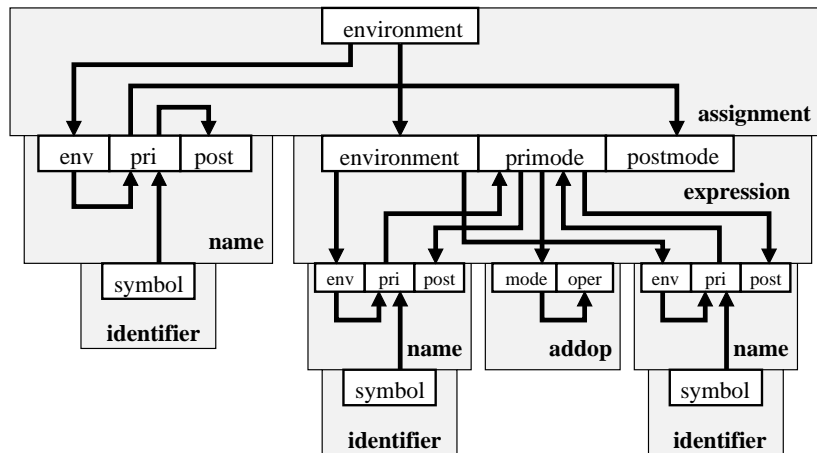 environment
assignment
env pri post
environment primode postmode
expression
name
symbol
identifier
env pri post
mode oper
env pri post
name
addop
name
symbol
symbol
identifier
identifier